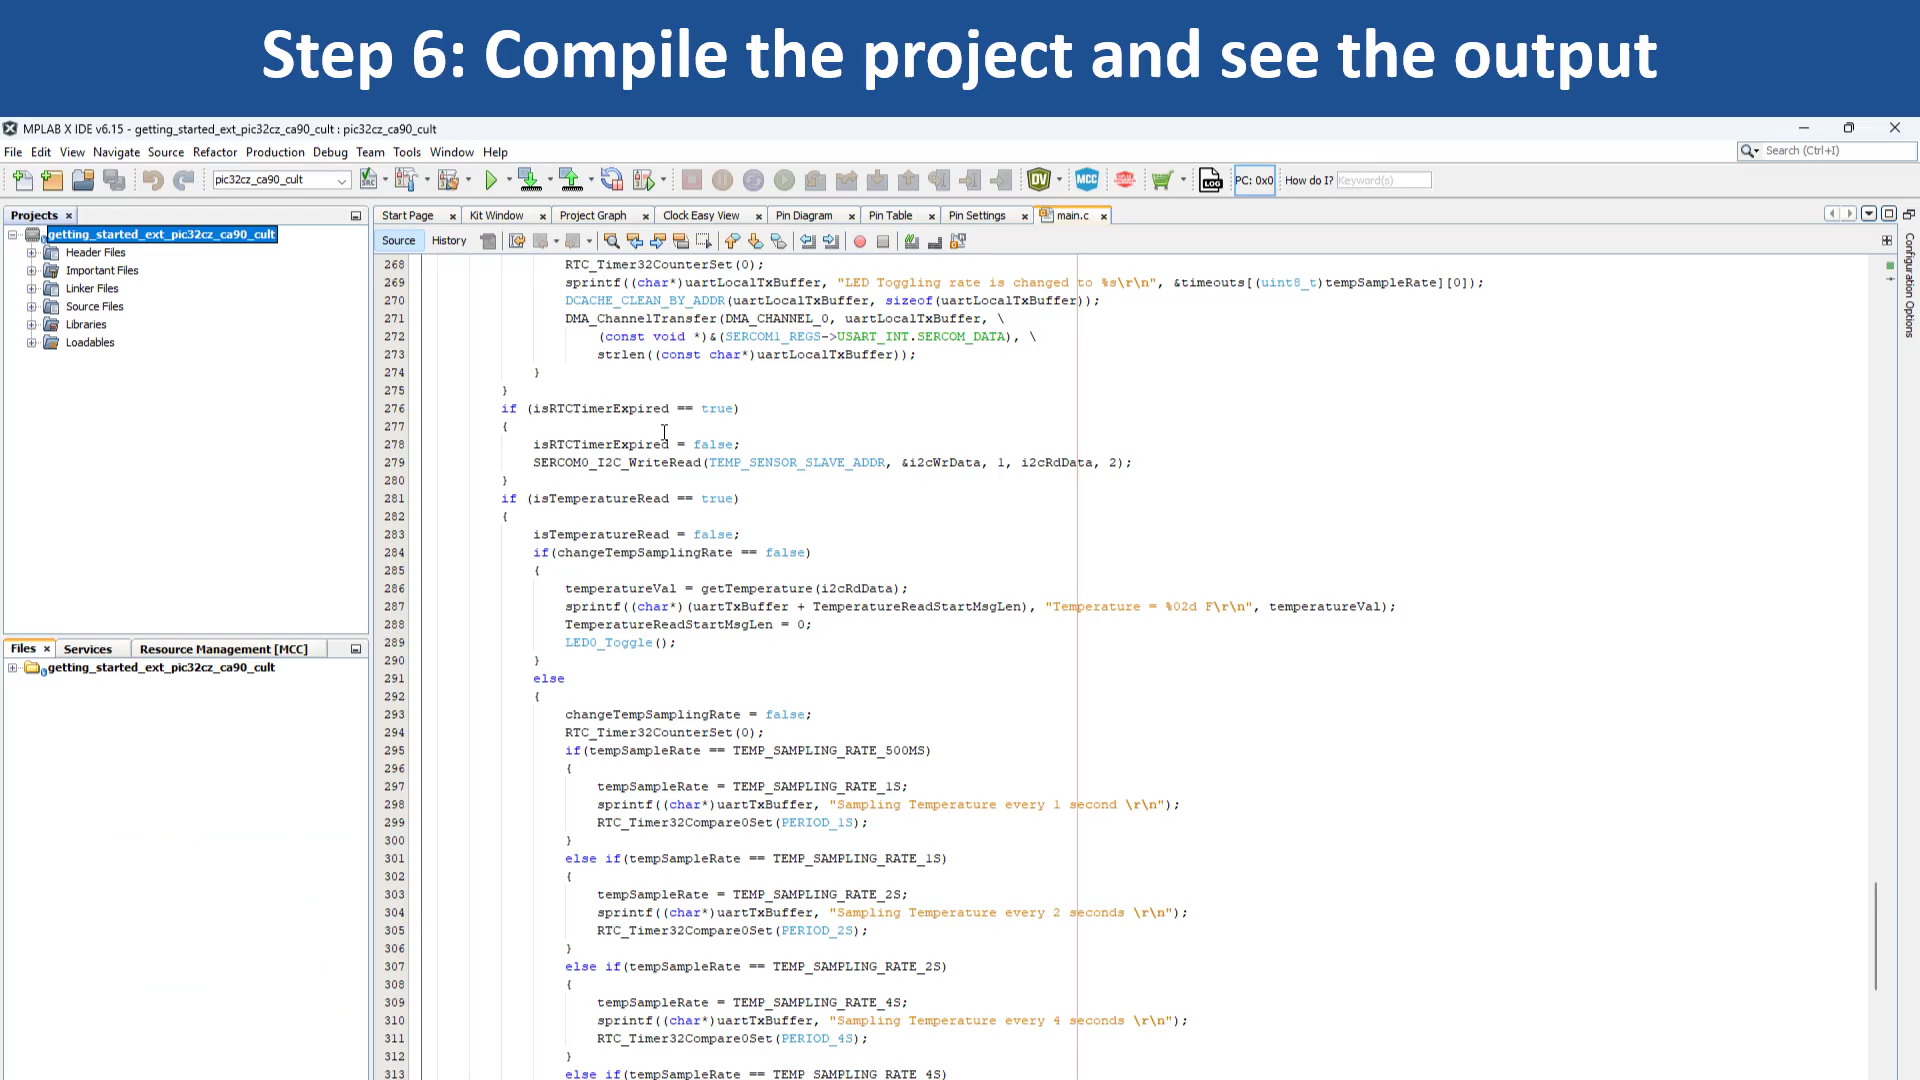 Step 6: Compile the project and see the output
MPLAB X IDE v6.15 - getting_started_ext_pic32cz_ca90_cult : pic32cz_ca90_cult
File Edit View Navigate Source Refactor Production Debug Team Tools Window Help
Search (Ctrl+I)
pic32cz_ca90_cult
PC: 0x0 How do I? Keyword(s)
Projects
getting_started_ext_pic32cz_ca90_cult
Header Files
Important Files
Linker Files
Source Files
Libraries
Loadables
Files Services Resource Management [MCC]
getting_started_ext_pic32cz_ca90_cult
Start Page Kit Window Project Graph Clock Easy View Pin Diagram Pin Table Pin Settings main.c
Source History
268 RTC_Timer32CounterSet(0);
269 sprintf((char*)uartLocalTxBuffer, "LED Toggling rate is changed to %s\r\n", &timeouts[(uint8_t)tempSampleRate][0]);
270 DCACHE_CLEAN_BY_ADDR(uartLocalTxBuffer, sizeof(uartLocalTxBuffer));
271 DMA_ChannelTransfer(DMA_CHANNEL_0, uartLocalTxBuffer, \
272 (const void *)&(SERCOM1_REGS->USART_INT.SERCOM_DATA), \
273 strlen((const char*)uartLocalTxBuffer));
274 }
275 }
276 if (isRTCTimerExpired == true)
277 {
278 isRTCTimerExpired = false;
279 SERCOM0_I2C_WriteRead(TEMP_SENSOR_SLAVE_ADDR, &i2cWrData, 1, i2cRdData, 2);
280 }
281 if (isTemperatureRead == true)
282 {
283 isTemperatureRead = false;
284 if(changeTempSamplingRate == false)
285 {
286 temperatureVal = getTemperature(i2cRdData);
287 sprintf((char*)(uartTxBuffer + TemperatureReadStartMsgLen), "Temperature = %02d F\r\n", temperatureVal);
288 TemperatureReadStartMsgLen = 0;
289 LED0_Toggle();
290 }
291 else
292 {
293 changeTempSamplingRate = false;
294 RTC_Timer32CounterSet(0);
295 if(tempSampleRate == TEMP_SAMPLING_RATE_500MS)
296 {
297 tempSampleRate = TEMP_SAMPLING_RATE_1S;
298 sprintf((char*)uartTxBuffer, "Sampling Temperature every 1 second \r\n");
299 RTC_Timer32Compare0Set(PERIOD_1S);
300 }
301 else if(tempSampleRate == TEMP_SAMPLING_RATE_1S)
302 {
303 tempSampleRate = TEMP_SAMPLING_RATE_2S;
304 sprintf((char*)uartTxBuffer, "Sampling Temperature every 2 seconds \r\n");
305 RTC_Timer32Compare0Set(PERIOD_2S);
306 }
307 else if(tempSampleRate == TEMP_SAMPLING_RATE_2S)
308 {
309 tempSampleRate = TEMP_SAMPLING_RATE_4S;
310 sprintf((char*)uartTxBuffer, "Sampling Temperature every 4 seconds \r\n");
311 RTC_Timer32Compare0Set(PERIOD_4S);
312 }
313 else if(tempSampleRate == TEMP_SAMPLING_RATE_4S)
Configuration Options